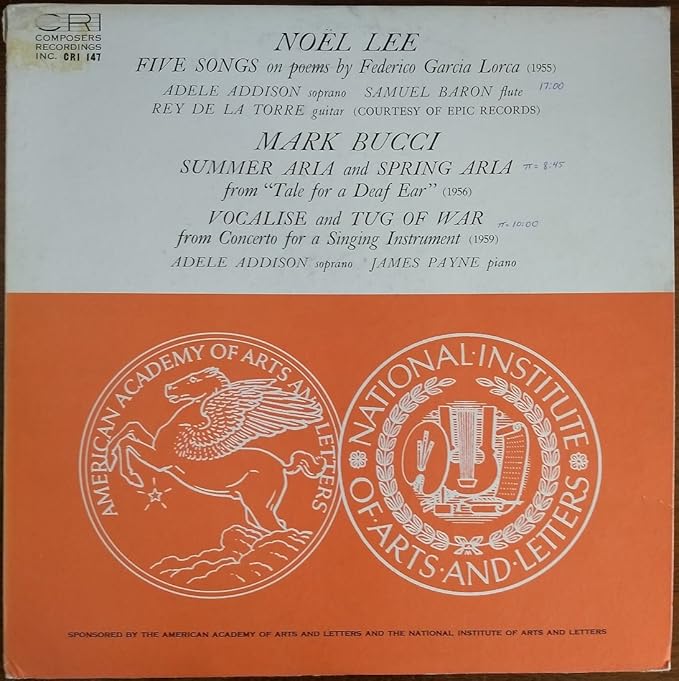 CRI
COMPOSERS
RECORDINGS
INC. CRI 147
NOËL LEE
FIVE SONGS on poems by Federico Garcia Lorca (1955)
ADELE ADDISON soprano SAMUEL BARON flute 17:00
REY DE LA TORRE guitar (COURTESY OF EPIC RECORDS)
MARK BUCCI
SUMMER ARIA and SPRING ARIA π= 8:45
from "Tale for a Deaf Ear" (1956)
VOCALISE and TUG OF WAR π= 10:00
from Concerto for a Singing Instrument (1959)
ADELE ADDISON soprano JAMES PAYNE piano
AMERICAN ACADEMY OF ARTS AND LETTERS
NATIONAL·INSTITUTE
OF·ARTS·AND·LETTERS
SPONSORED BY THE AMERICAN ACADEMY OF ARTS AND LETTERS AND THE NATIONAL INSTITUTE OF ARTS AND LETTERS